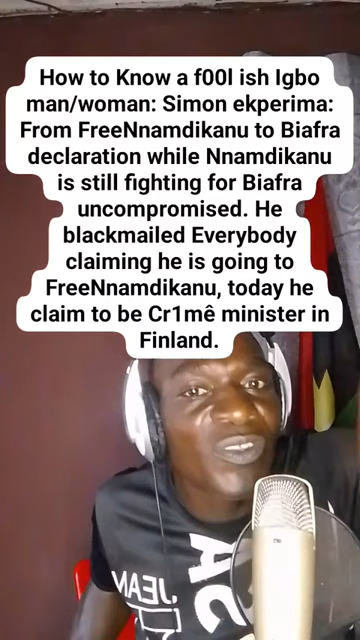 How to Know a f00l ish Igbo
man/woman: Simon ekperima:
From FreeNnamdikanu to Biafra
declaration while Nnamdikanu
is still fighting for Biafra
uncompromised. He
blackmailed Everybody
claiming he is going to
FreeNnamdikanu, today he
claim to be Cr1mê minister in
Finland.
JEAN